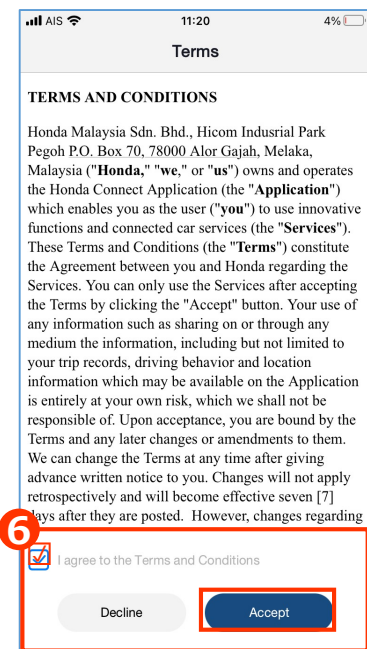 AIS 11:20 4%
Terms
TERMS AND CONDITIONS
Honda Malaysia Sdn. Bhd., Hicom Indusrial Park
Pegoh P.O. Box 70, 78000 Alor Gajah, Melaka,
Malaysia ("Honda," "we," or "us") owns and operates
the Honda Connect Application (the "Application")
which enables you as the user ("you") to use innovative
functions and connected car services (the "Services").
These Terms and Conditions (the "Terms") constitute
the Agreement between you and Honda regarding the
Services. You can only use the Services after accepting
the Terms by clicking the "Accept" button. Your use of
any information such as sharing on or through any
medium the information, including but not limited to
your trip records, driving behavior and location
information which may be available on the Application
is entirely at your own risk, which we shall not be
responsible of. Upon acceptance, you are bound by the
Terms and any later changes or amendments to them.
We can change the Terms at any time after giving
advance written notice to you. Changes will not apply
retrospectively and will become effective seven [7]
days after they are posted. However, changes regarding
6
I agree to the Terms and Conditions
Decline Accept